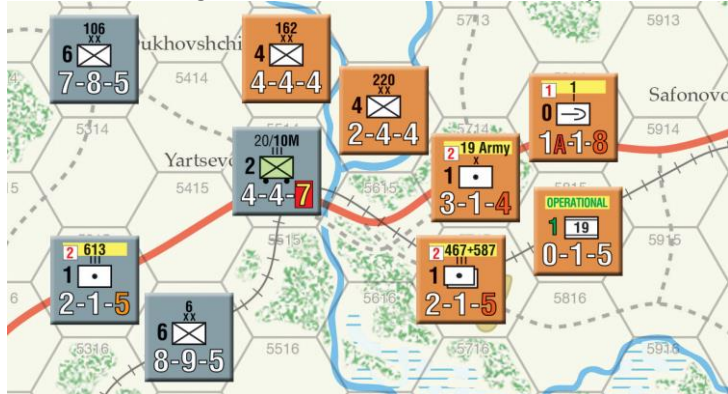 5713
5913
106
xx
6
7-8-5
ukhovshchi
162
xx
4
4-4-4
5414
220
xx
4
2-4-4
1
1
I
0
1A-1-8
Safonovo
5314
5914
20/10M
III
2
4-4-7
Yartsevo
2
19 Army
x
1
3-1-4
5415
5615
OPERATIONAL
1
19
0-1-5
5515
5915
2
613
III
1
2-1-5
2
467+587
III
1
2-1-5
6
xx
6
8-9-5
5616
5816
5316
5516
5716
5916